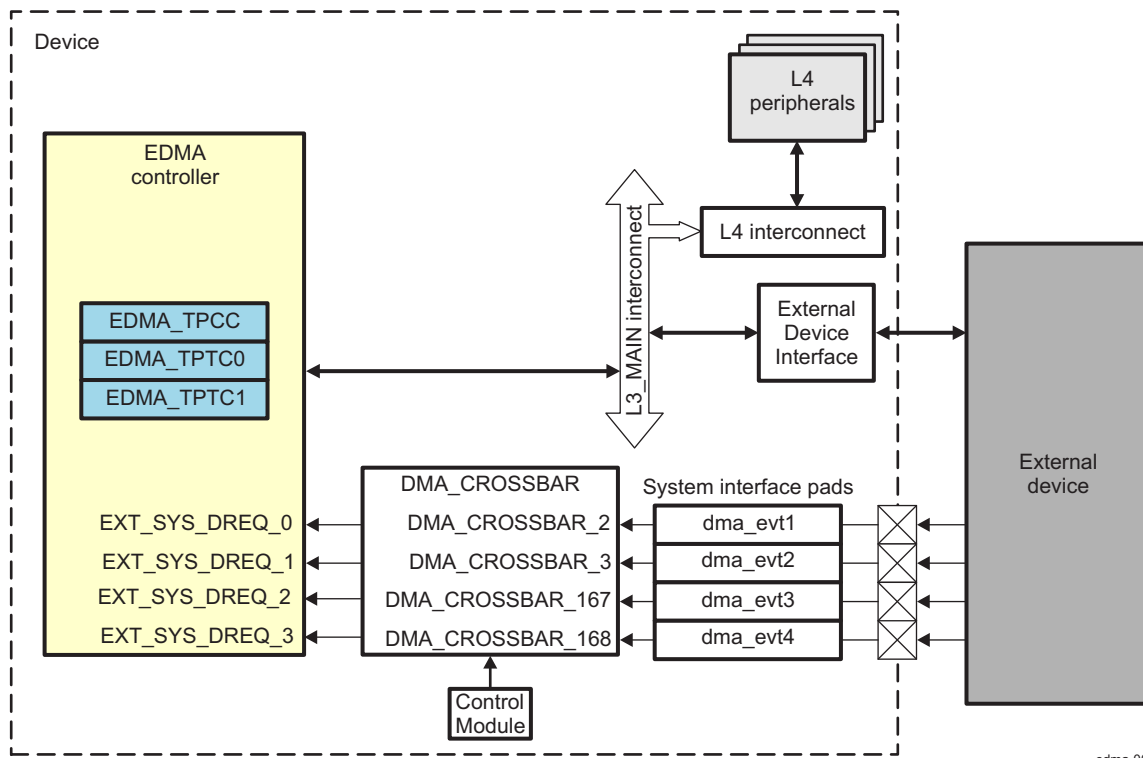 Device
L4
peripherals
EDMA
controller
L3_MAIN interconnect
L4 interconnect
External
Device
Interface
EDMA_TPCC
EDMA_TPTC0
EDMA_TPTC1
External
device
DMA_CROSSBAR
System interface pads
EXT_SYS_DREQ_0
DMA_CROSSBAR_2
dma_evt1
EXT_SYS_DREQ_1
DMA_CROSSBAR_3
dma_evt2
EXT_SYS_DREQ_2
DMA_CROSSBAR_167
dma_evt3
EXT_SYS_DREQ_3
DMA_CROSSBAR_168
dma_evt4
Control
Module